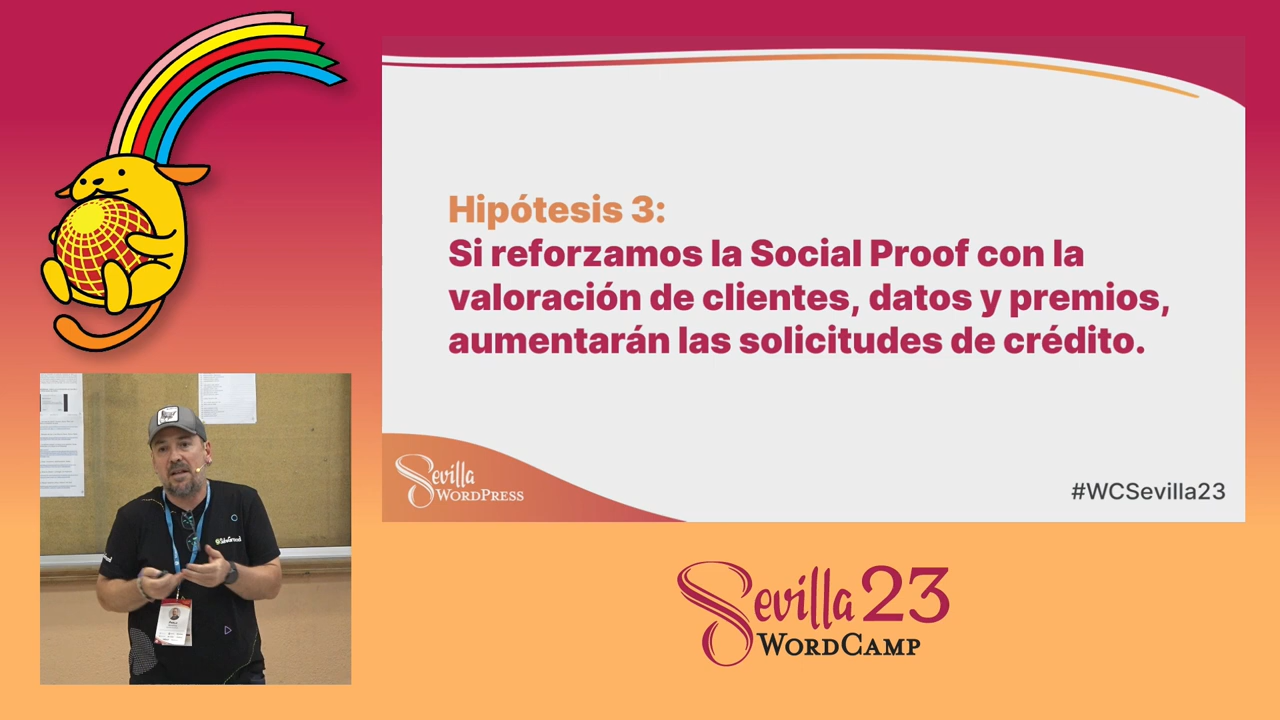 Hipótesis 3:
Si reforzamos la Social Proof con la
valoración de clientes, datos y premios,
aumentarán las solicitudes de crédito.
Sevilla
WORDPRESS
#WCSevilla23
Sevilla 23
WORDCAMP